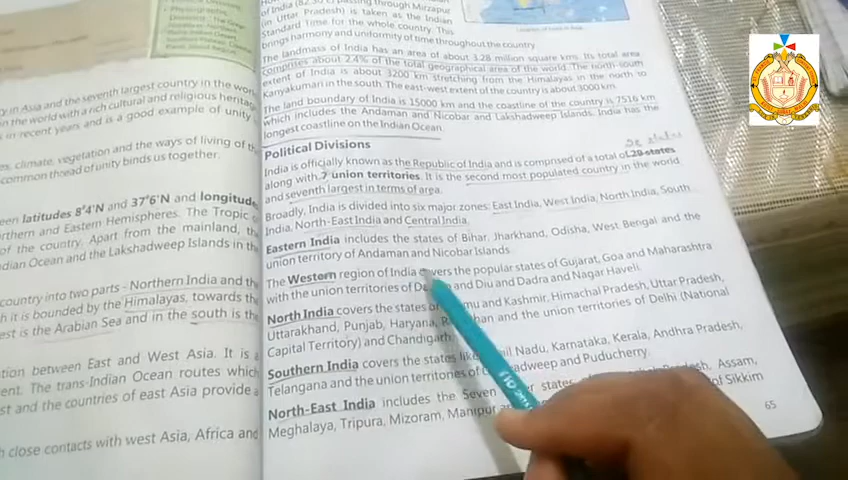 Standard Time for the whole country. This
brings harmony and uniformity of time throughout the country.
The landmass of India has an area of about 3.28 million square kms. Its total area
comprises about 2.4% of the total geographical area of the world. The north-south
extent of India is about 3200 km stretching from the Himalayas in the north to
Kanyakumari in the south. The east-west extent of the country is about 3000 km.
The land boundary of India is 15000 km and the coastline of the country is 7516 km
which includes the Andaman and Nicobar and Lakshadweep Islands. India has the
longest coastline on the Indian Ocean.
Political Divisions
India is officially known as the Republic of India and is comprised of a total of 29 states
along with 7 union territories. It is the second most populated country in the world
and seventh largest in terms of area.
Broadly, India is divided into six major zones: East India, West India, North India, South
India, North-East India and Central India.
Eastern India includes the states of Bihar, Jharkhand, Odisha, West Bengal and the
union territory of Andaman and Nicobar Islands.
The Western region of India covers the popular states of Gujarat, Goa and Maharashtra
with the union territories of and Diu and Dadra and Nagar Haveli.
North India covers the states of and Kashmir, Himachal Pradesh, Uttar Pradesh,
Uttarakhand, Punjab, Haryana, and the union territories of Delhi (National
Capital Territory) and Chandigarh.
Southern India covers the states like Nadu, Karnataka, Kerala, Andhra Pradesh,
Telangana and the union territories of and Puducherry.
North-East India includes the Seven states Assam,
Meghalaya, Tripura, Mizoram, Manipur of Sikkim
65
ry in Asia and the seventh largest country in the
n the world with a rich cultural and religious heritage
in recent years and is a good example of unity
es, climate, vegetation and the ways of living of
common thread of unity binds us together.
een latitudes 8°4'N and 37°6'N and longitude
rthern and Eastern Hemispheres. The Tropic
of the country. Apart from the mainland, the
ndian Ocean and the Lakshadweep Islands in the
country into two parts - Northern India and the
h it is bounded by the Himalayas, towards the
est is the Arabian Sea and in the south is the
tion between East and West Asia. It is a
ent. The trans-Indian Ocean routes which
st and the countries of east Asia provide a
h close contacts with west Asia, Africa and